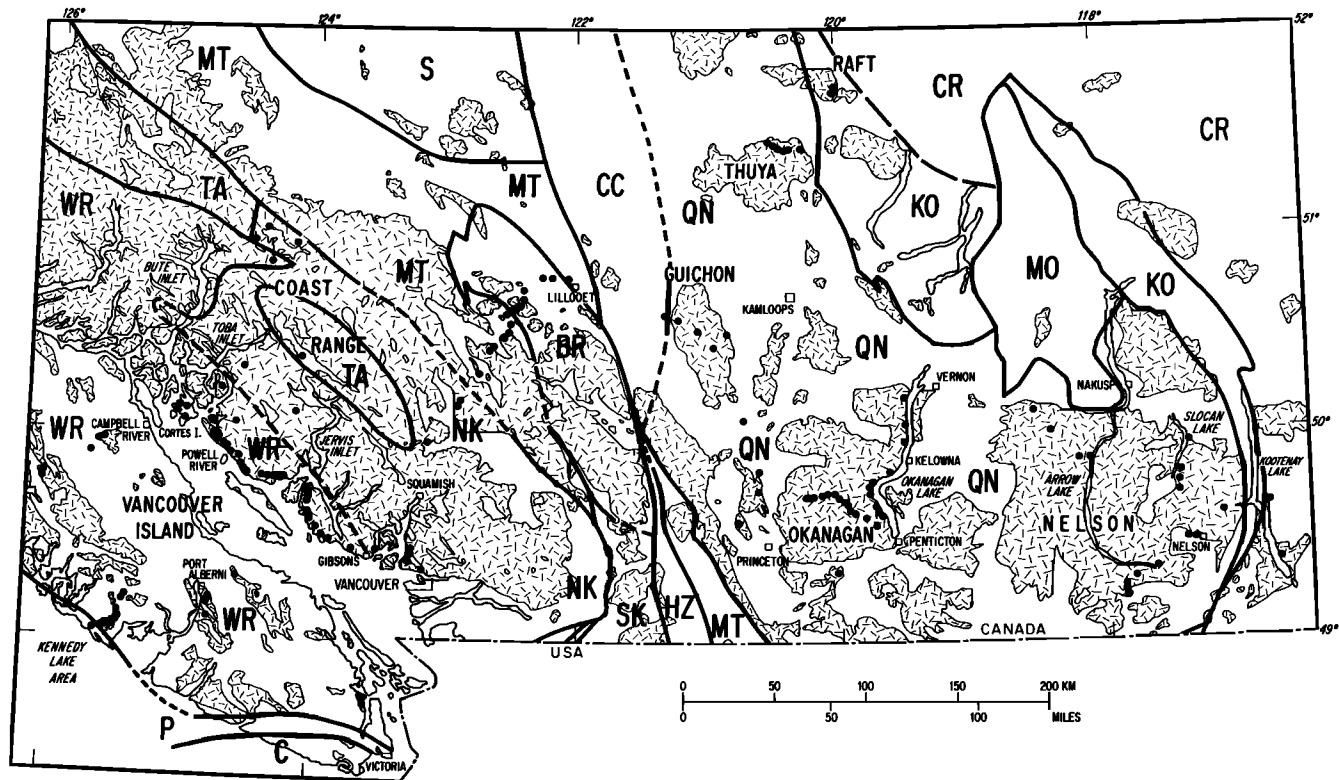 126° 124° 122° 120° 118° 52°
MT
S
RAFT
CR
CR
THUYA
TA
MT
CC
QN
WR
KO
51°
MT
GUICHON
MO
KO
BUTE INLET
COAST
LILLOOET
KAMLOOPS
TOBA INLET
RANGE
BR
QN
TA
VERNON
NAKUSP
WR
CAMPBELL RIVER
CORTES I.
NK
SLOCAN LAKE
50°
POWELL RIVER
WR
JERVIS INLET
QN
KELOWNA
KOOTENAY LAKE
SQUAMISH
OKANAGAN LAKE
QN
ARROW LAKE
VANCOUVER ISLAND
OKANAGAN
NELSON
GIBSONS
PRINCETON
PENTICTON
NELSON
PORT ALBERNI
VANCOUVER
NK
WR
SK
HZ
MT
CANADA
49°
USA
KENNEDY LAKE AREA
0 50 100 150 200 KM
0 50 100 MILES
P
C
VICTORIA